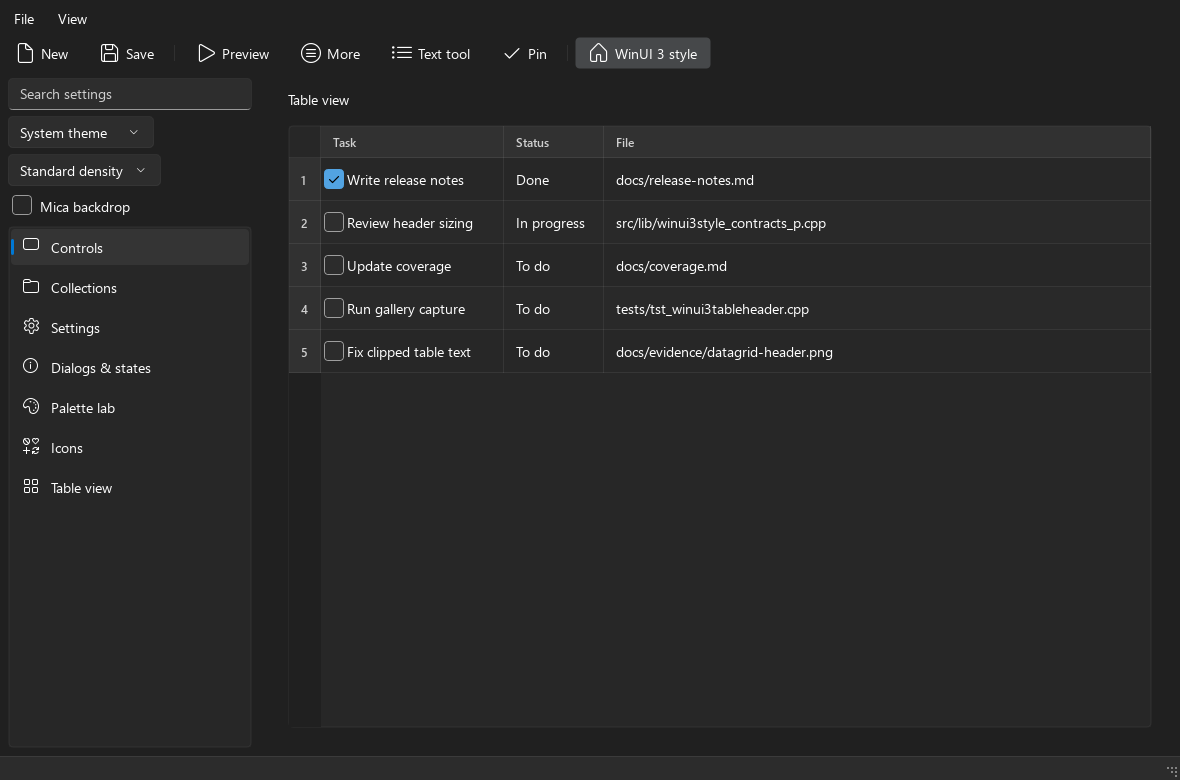 File View
New Save Preview More Text tool Pin WinUI 3 style
Search settings
System theme
Standard density
Mica backdrop
Controls
Collections
Settings
Dialogs & states
Palette lab
Icons
Table view
Table view
Task Status File
1 Write release notes Done docs/release-notes.md
2 Review header sizing In progress src/lib/winui3style_contracts_p.cpp
3 Update coverage To do docs/coverage.md
4 Run gallery capture To do tests/tst_winui3tableheader.cpp
5 Fix clipped table text To do docs/evidence/datagrid-header.png